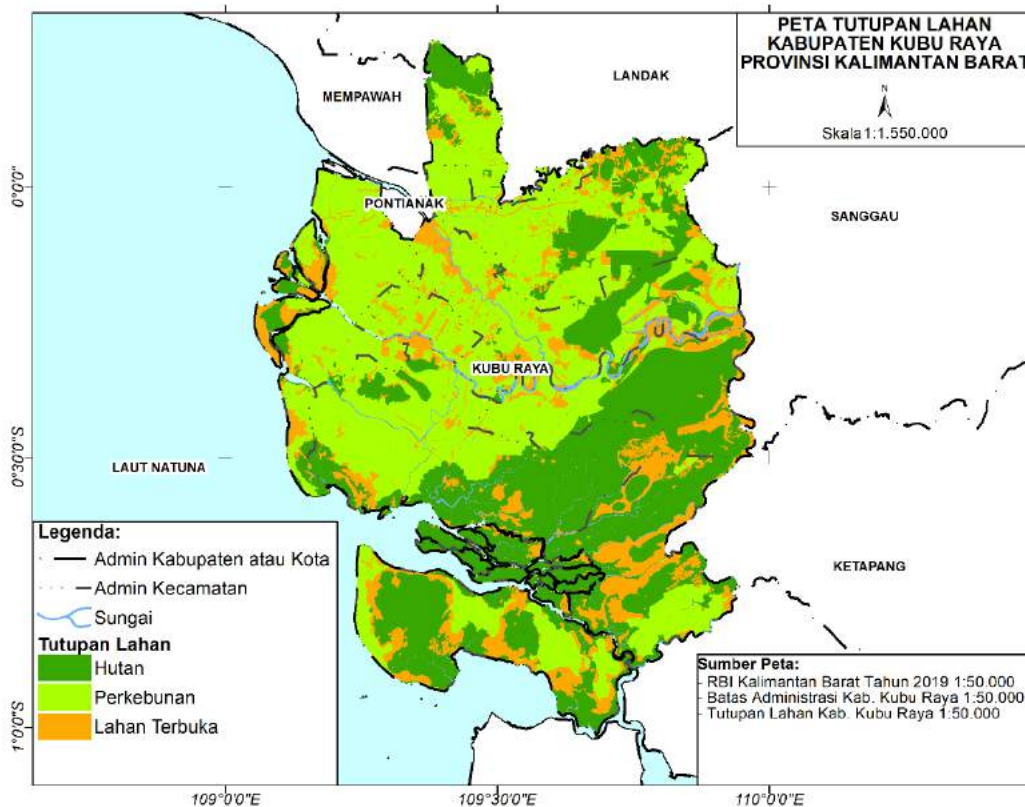 PETA TUTUPAN LAHAN
KABUPATEN KUBU RAYA
PROVINSI KALIMANTAN BARAT
N
Skala 1:1.550.000
LANDAK
MEMPAWAH
0°0'0"
PONTIANAK
SANGGAU
KUBU RAYA
0°30'0"S
LAUT NATUNA
KETAPANG
Legenda:
Admin Kabupaten atau Kota
Admin Kecamatan
Sungai
Tutupan Lahan
Hutan
Perkebunan
Lahan Terbuka
Sumber Peta:
- RBI Kalimantan Barat Tahun 2019 1:50.000
- Batas Administrasi Kab. Kubu Raya 1:50.000
- Tutupan Lahan Kab. Kubu Raya 1:50.000
1°0'0"S
109°0'0"E
109°30'0"E
110°0'0"E